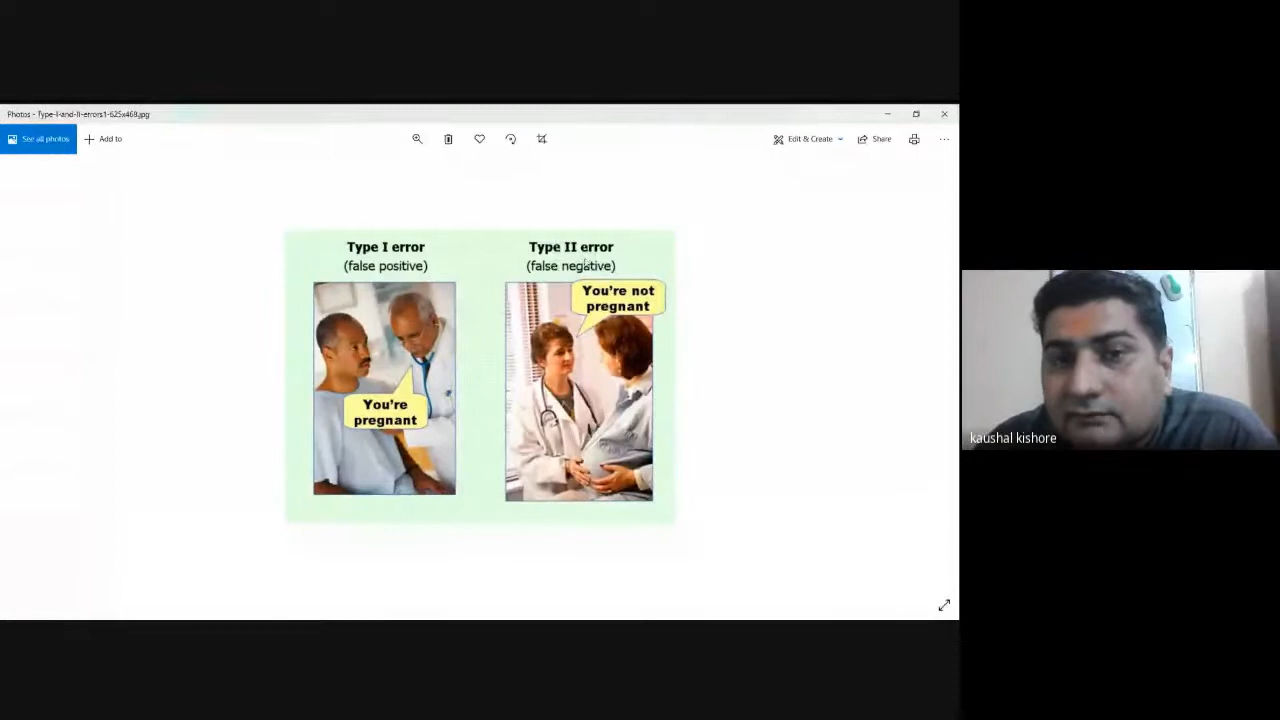 Photos - Type-I-and-II-errors1-625x468.jpg
See all photos
Add to
Edit & Create
Share
Type I error
(false positive)
You're
pregnant
Type II error
(false negative)
You're not
pregnant
kaushal kishore